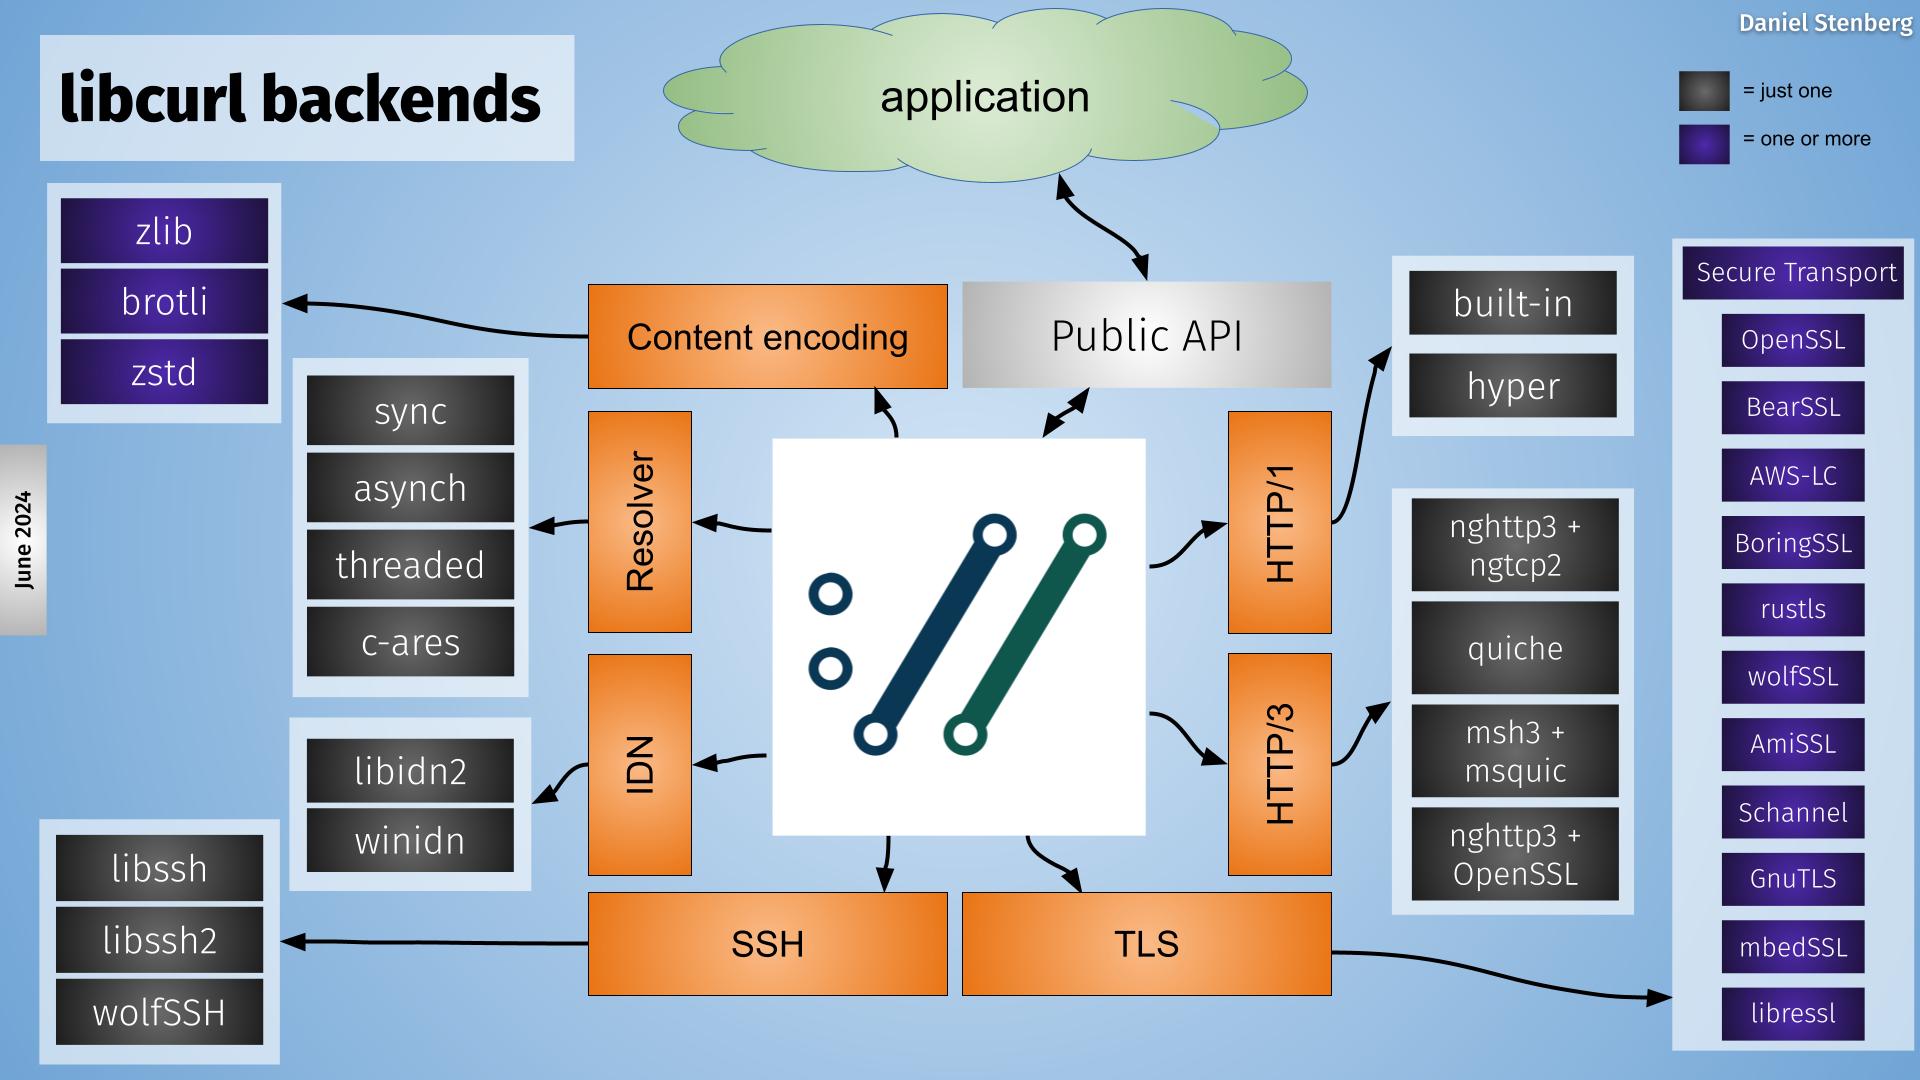 Daniel Stenberg
libcurl backends
application
= just one
= one or more
zlib
brotli
zstd
Content encoding
Public API
sync
asynch
threaded
c-ares
Resolver
June 2024
libidn2
winidn
IDN
libssh
libssh2
wolfSSH
SSH
TLS
HTTP/1
HTTP/3
built-in
hyper
nghttp3 +
ngtcp2
quiche
msh3 +
msquic
nghttp3 +
OpenSSL
Secure Transport
OpenSSL
BearSSL
AWS-LC
BoringSSL
rustls
wolfSSL
AmiSSL
Schannel
GnuTLS
mbedSSL
libressl